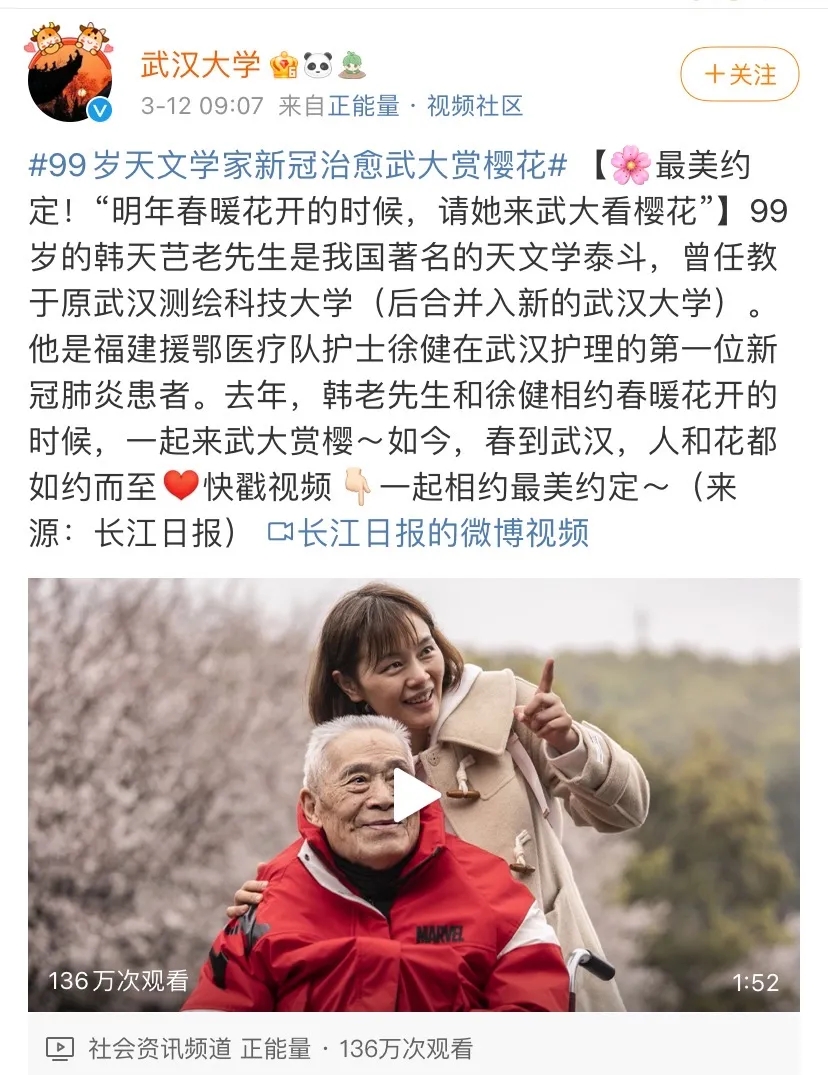 武汉大学
3-12 09:07 来自正能量·视频社区
＋关注
#99岁天文学家新冠治愈武大赏樱花# 【🌸最美约
定！“明年春暖花开的时候，请她来武大看樱花”】99
岁的韩天芑老先生是我国著名的天文学泰斗，曾任教
于原武汉测绘科技大学（后合并入新的武汉大学）。
他是福建援鄂医疗队护士徐健在武汉护理的第一位新
冠肺炎患者。去年，韩老先生和徐健相约春暖花开的
时候，一起来武大赏樱～如今，春到武汉，人和花都
如约而至❤️快戳视频👇🏻一起相约最美约定～（来
源：长江日报） 长江日报的微博视频
MARVEL
136万次观看
1:52
社会资讯频道 正能量·136万次观看